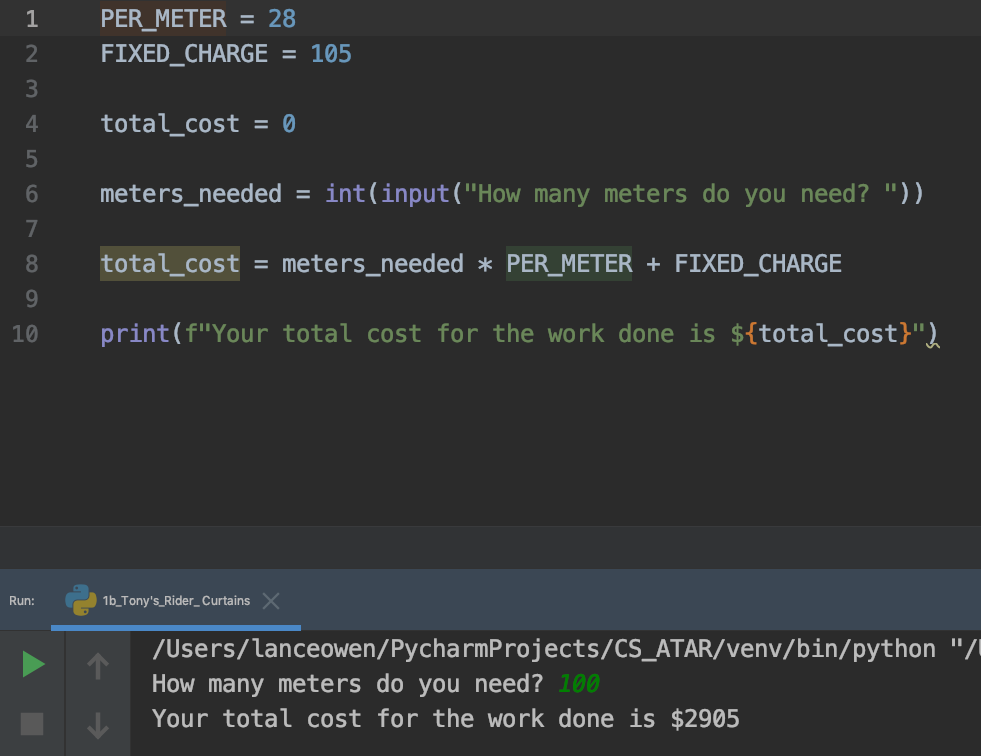 1 PER_METER = 28
2 FIXED_CHARGE = 105
3
4 total_cost = 0
5
6 meters_needed = int(input("How many meters do you need? "))
7
8 total_cost = meters_needed * PER_METER + FIXED_CHARGE
9
10 print(f"Your total cost for the work done is ${total_cost}")
Run: 1b_Tony's_Rider_Curtains
/Users/lanceowen/PycharmProjects/CS_ATAR/venv/bin/python "/U
How many meters do you need? 100
Your total cost for the work done is $2905